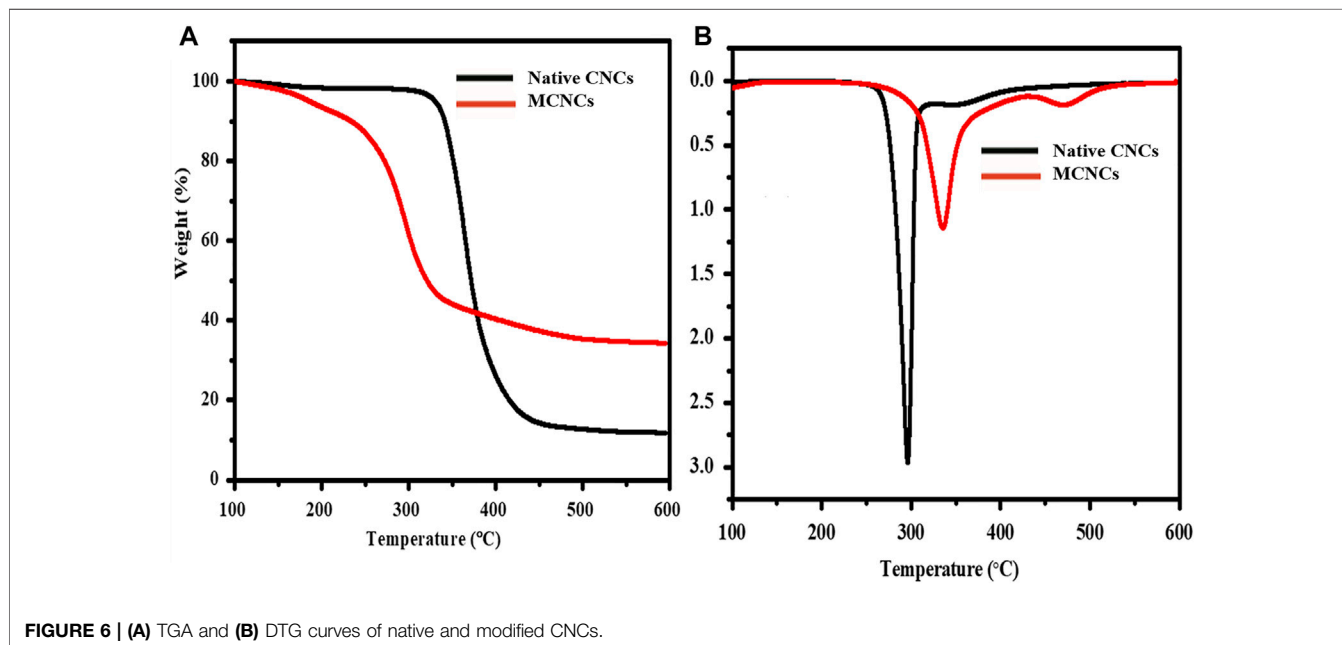 A
Native CNCs
MCNCs
Weight (%)
100
80
60
40
20
0
100 200 300 400 500 600
Temperature (°C)
B
Native CNCs
MCNCs
0.0
0.5
1.0
1.5
2.0
2.5
3.0
100 200 300 400 500 600
Temperature (°C)
FIGURE 6 | (A) TGA and (B) DTG curves of native and modified CNCs.